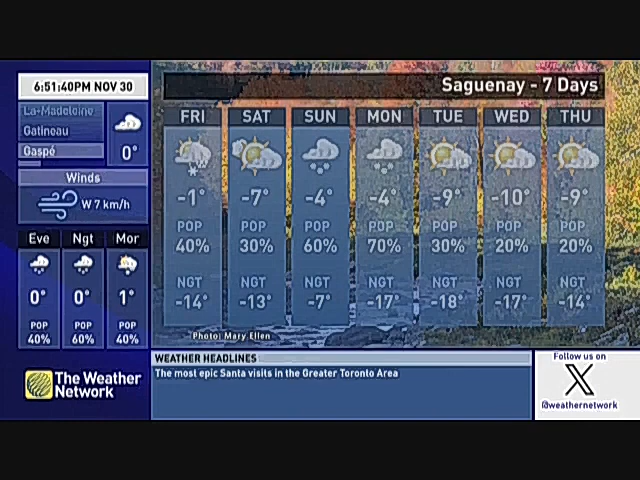 6:51:40PM NOV 30
La-Madeleine
Gatineau
Gaspé
0°
Winds
W 7 km/h
Eve Ngt Mor
0° 0° 1°
POP POP POP
40% 60% 40%
Saguenay - 7 Days
FRI SAT SUN MON TUE WED THU
-1° -7° -4° -4° -9° -10° -9°
POP POP POP POP POP POP POP
40% 30% 60% 70% 30% 20% 20%
NGT NGT NGT NGT NGT NGT NGT
-14° -13° -7° -17° -18° -17° -14°
Photo: Mary Ellen
The Weather
Network
WEATHER HEADLINES
The most epic Santa visits in the Greater Toronto Area
Follow us on
X
@weathernetwork